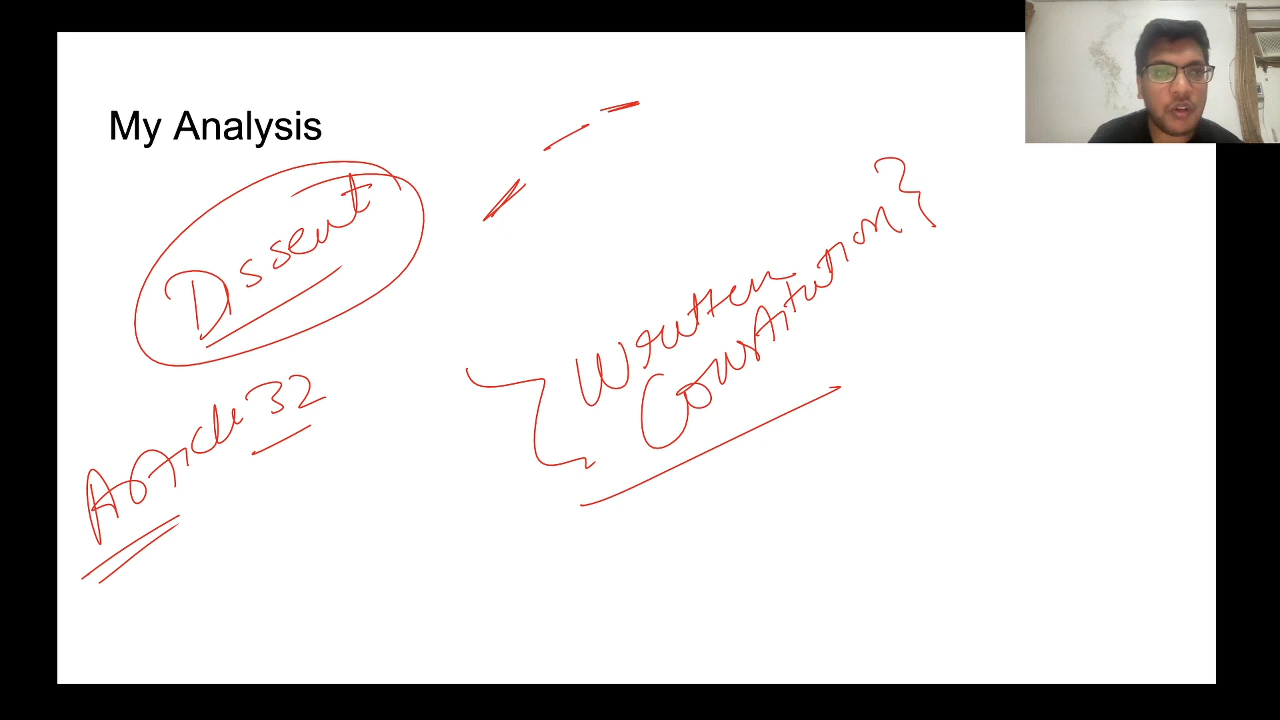 My Analysis
Dissent
Written
Constitution }
Article 32